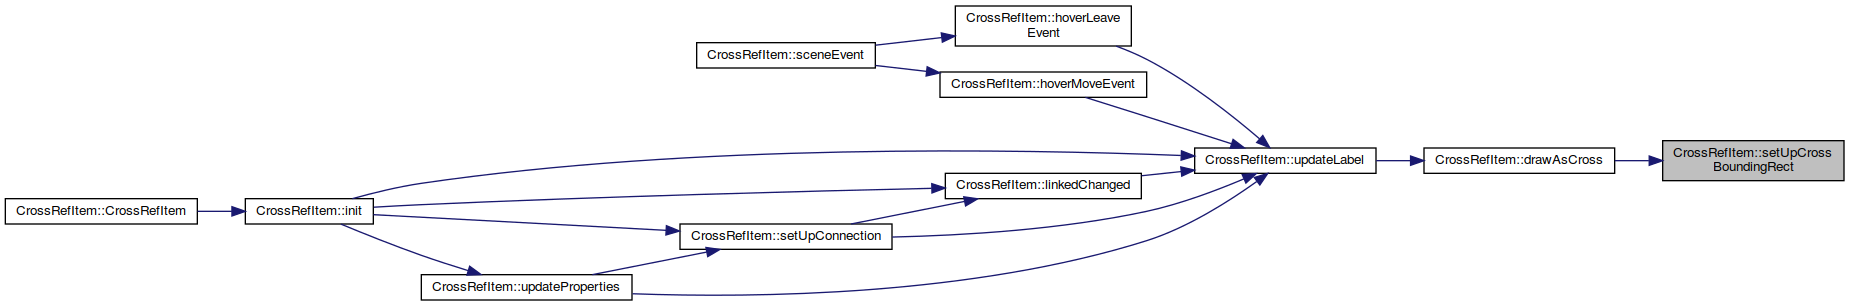 CrossRefItem::hoverLeave
Event
CrossRefItem::sceneEvent
CrossRefItem::hoverMoveEvent
CrossRefItem::setUpCross
BoundingRect
CrossRefItem::updateLabel
CrossRefItem::drawAsCross
CrossRefItem::linkedChanged
CrossRefItem::CrossRefItem
CrossRefItem::init
CrossRefItem::setUpConnection
CrossRefItem::updateProperties